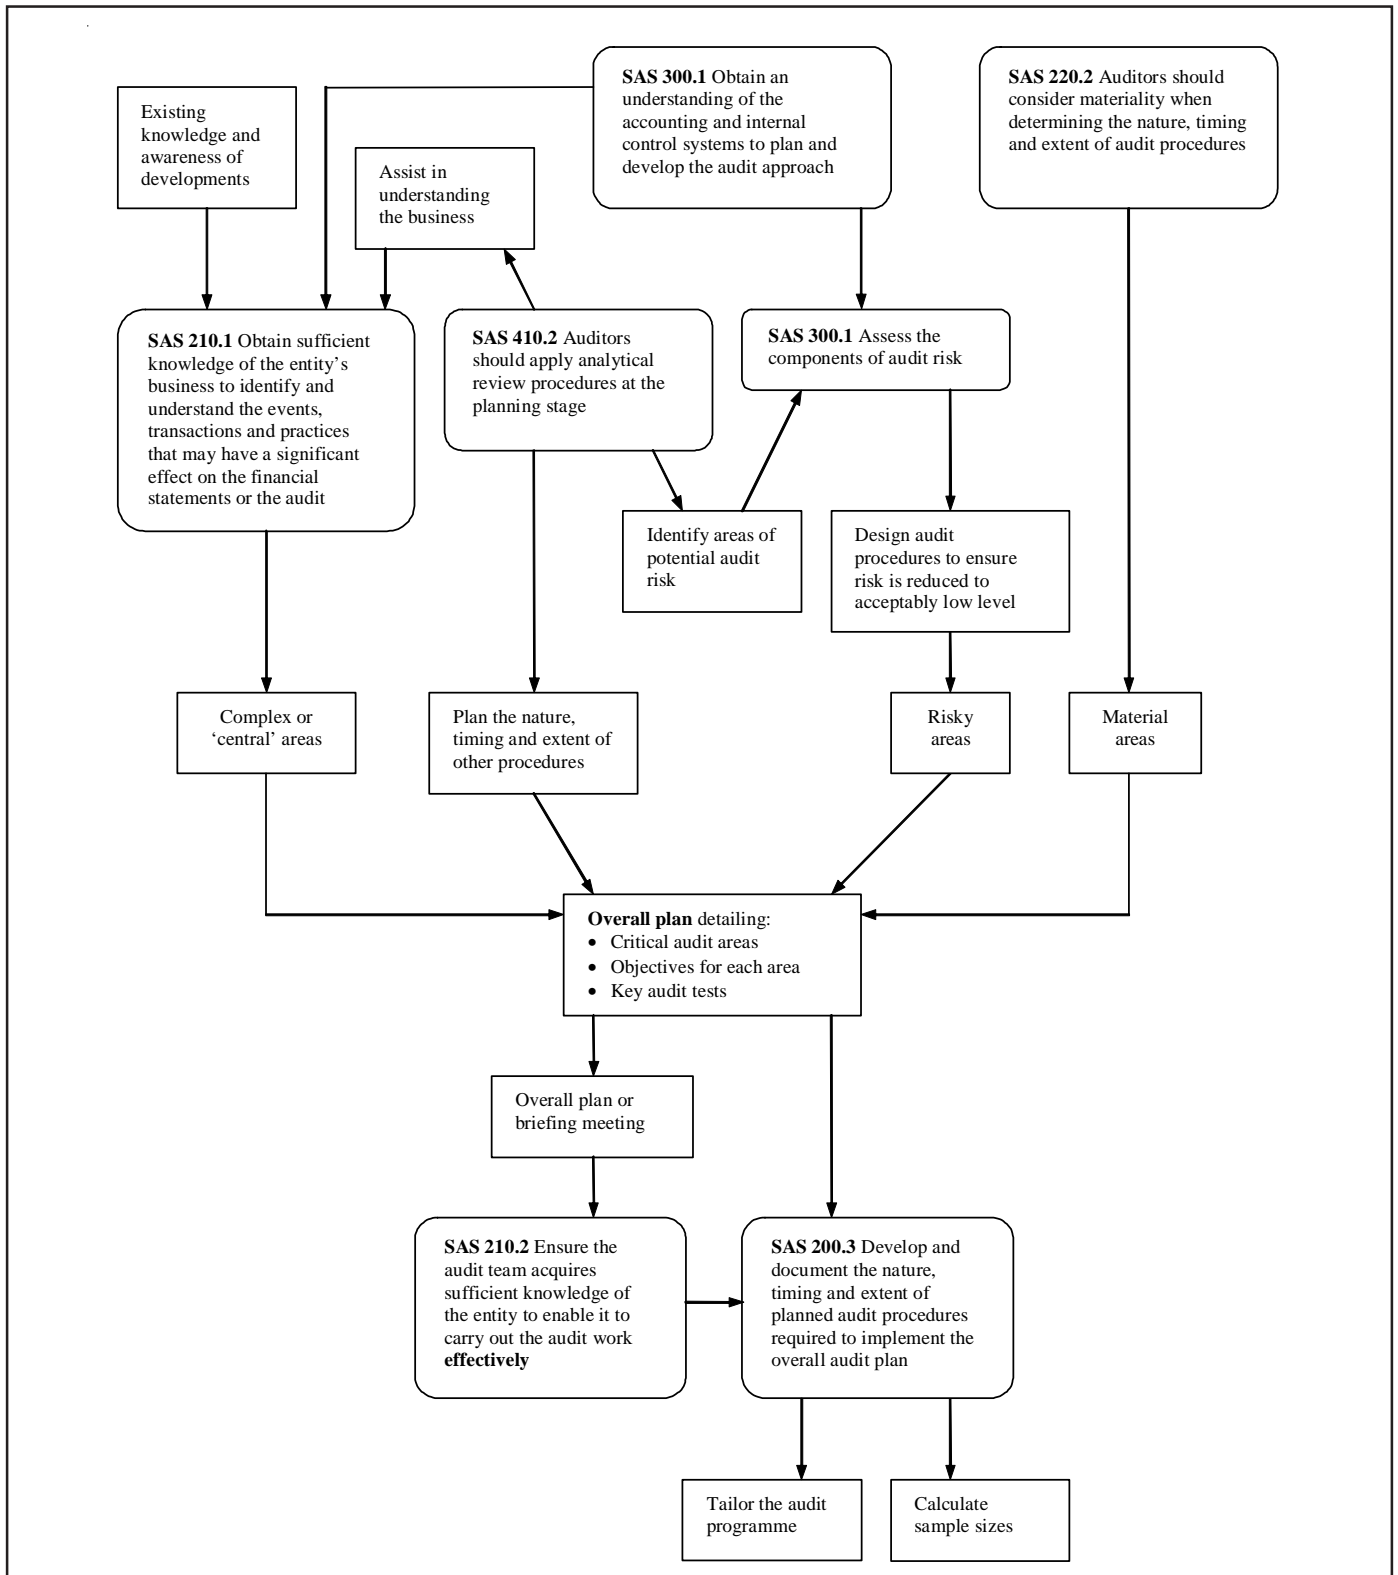 SAS 300.1 Obtain an
understanding of the
accounting and internal
control systems to plan and
develop the audit approach
SAS 220.2 Auditors should
consider materiality when
determining the nature, timing
and extent of audit procedures
Existing
knowledge and
awareness of
developments
Assist in
understanding
the business
SAS 210.1 Obtain sufficient
knowledge of the entity’s
business to identify and
understand the events,
transactions and practices
that may have a significant
effect on the financial
statements or the audit
SAS 410.2 Auditors
should apply analytical
review procedures at the
planning stage
SAS 300.1 Assess the
components of audit risk
Identify areas of
potential audit
risk
Design audit
procedures to ensure
risk is reduced to
acceptably low level
Complex or
‘central’ areas
Plan the nature,
timing and extent of
other procedures
Risky
areas
Material
areas
Overall plan detailing:
• Critical audit areas
• Objectives for each area
• Key audit tests
Overall plan or
briefing meeting
SAS 210.2 Ensure the
audit team acquires
sufficient knowledge of
the entity to enable it to
carry out the audit work
effectively
SAS 200.3 Develop and
document the nature,
timing and extent of
planned audit procedures
required to implement the
overall audit plan
Tailor the audit
programme
Calculate
sample sizes